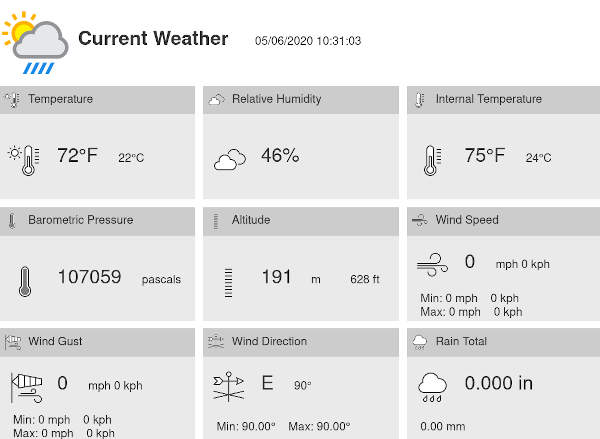 Current Weather 05/06/2020 10:31:03
Temperature
72°F 22°C
Relative Humidity
46%
Internal Temperature
75°F 24°C
Barometric Pressure
107059 pascals
Altitude
191 m 628 ft
Wind Speed
0 mph 0 kph
Min: 0 mph 0 kph
Max: 0 mph 0 kph
Wind Gust
0 mph 0 kph
Min: 0 mph 0 kph
Max: 0 mph 0 kph
Wind Direction
E 90°
Min: 90.00° Max: 90.00°
Rain Total
0.000 in
0.00 mm